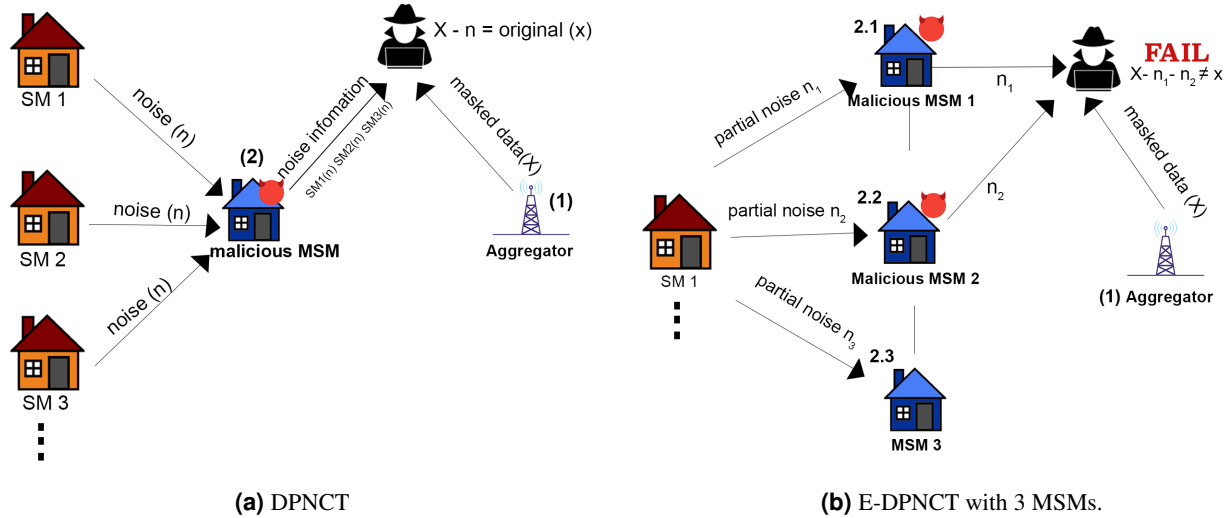 X - n = original (x)
SM 1
noise (n)
noise infomation
SM1(n) SM2(n) SM3(n)
masked data(X)
(2)
(1)
noise (n)
malicious MSM
Aggregator
SM 2
noise (n)
SM 3
(a) DPNCT
2.1
FAIL
X- n₁- n₂ ≠ x
Malicious MSM 1
n₁
partial noise n₁
masked data (X)
2.2
n₂
partial noise n₂
SM 1
Malicious MSM 2
(1) Aggregator
partial noise n₃
2.3
MSM 3
(b) E-DPNCT with 3 MSMs.